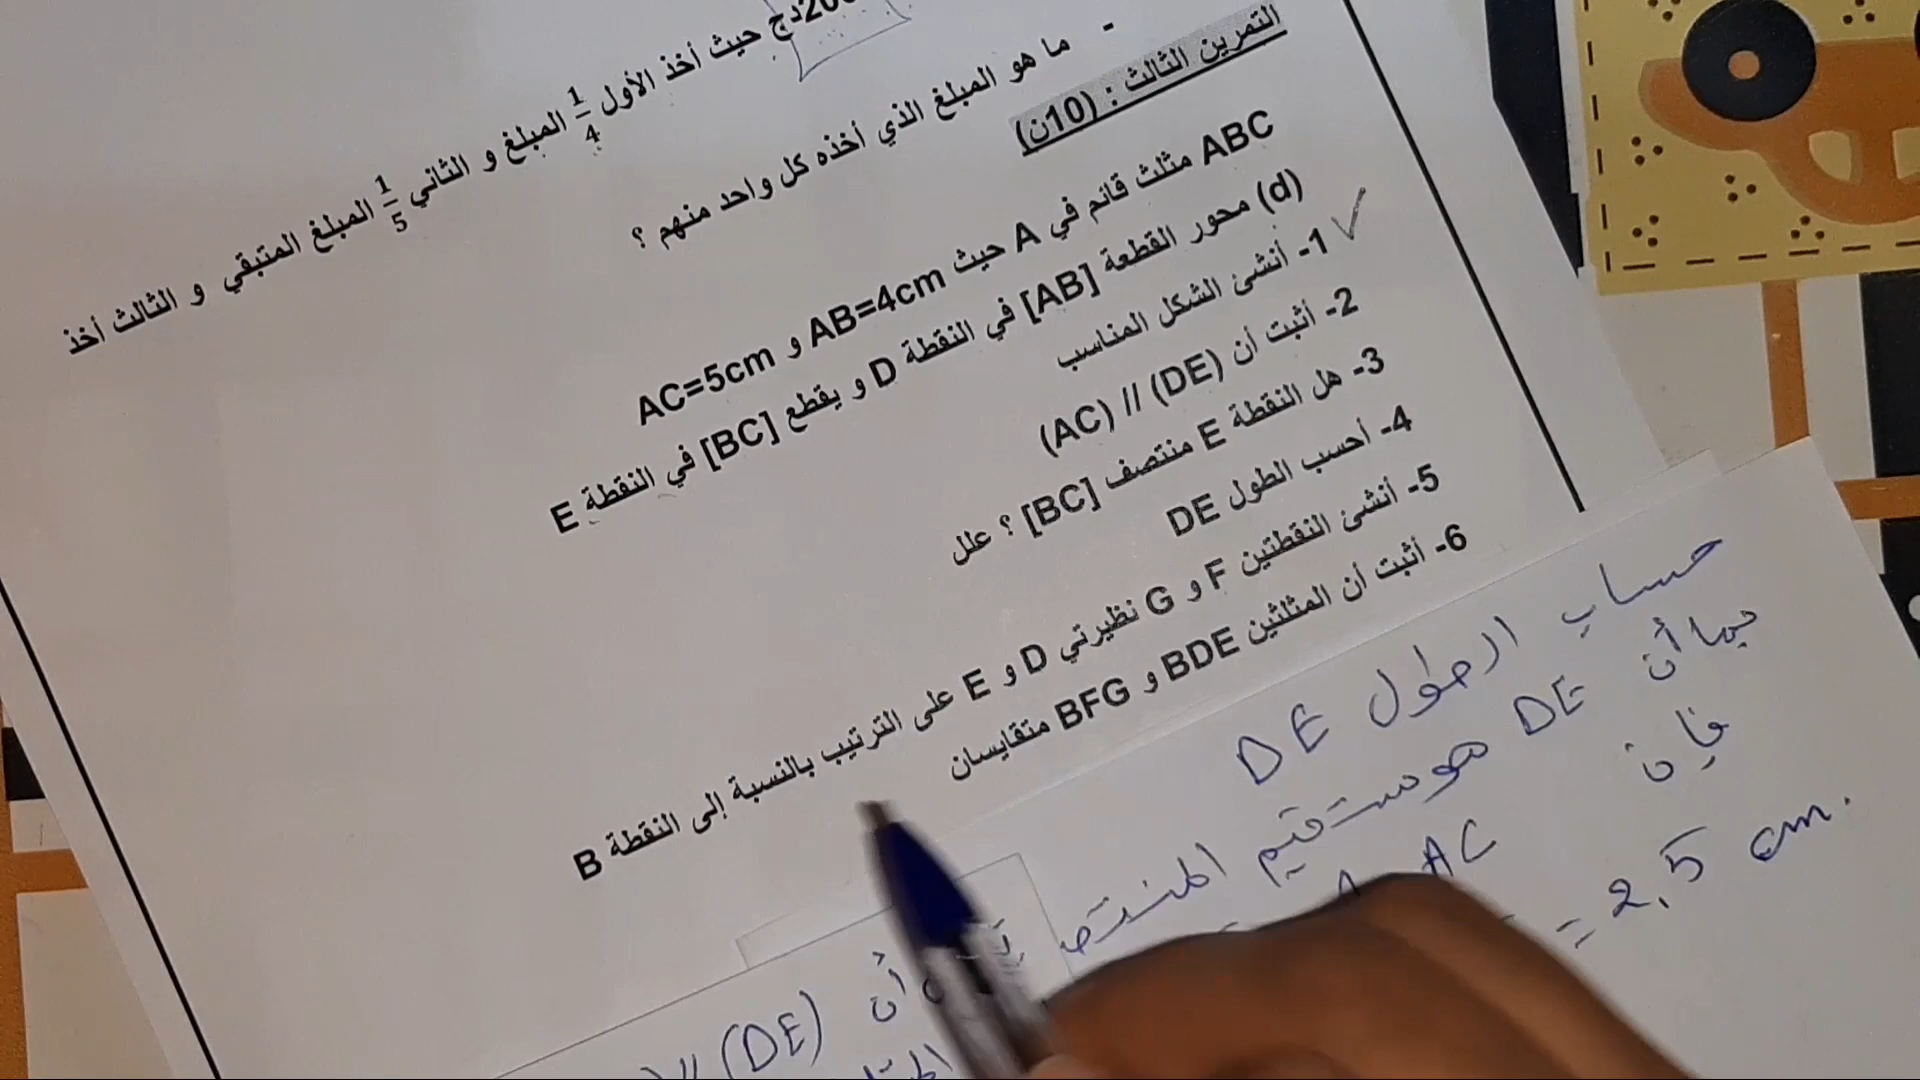 دج حيث أخذ الأول 1/4 المبلغ و الثاني 1/5 المبلغ المتبقي و الثالث أخذ
- ما هو المبلغ الذي أخذه كل واحد منهم ؟
التمرين الثالث : (10ن)
ABC مثلث قائم في A حيث AB=4cm و AC=5cm
(d) محور القطعة [AB] في النقطة D و يقطع [BC] في النقطة E
1- أنشئ الشكل المناسب
2- أثبت أن (DE) // (AC)
3- هل النقطة E منتصف [BC] ؟ علل
4- أحسب الطول DE
5- أنشئ النقطتين F و G نظيرتي D و E على الترتيب بالنسبة إلى النقطة B
6- أثبت أن المثلثين BDE و BFG متقايسان
حساب الطول DE
بما أن DE هو مستقيم
فإن
AC
= 2,5 cm.
أن (DE) //